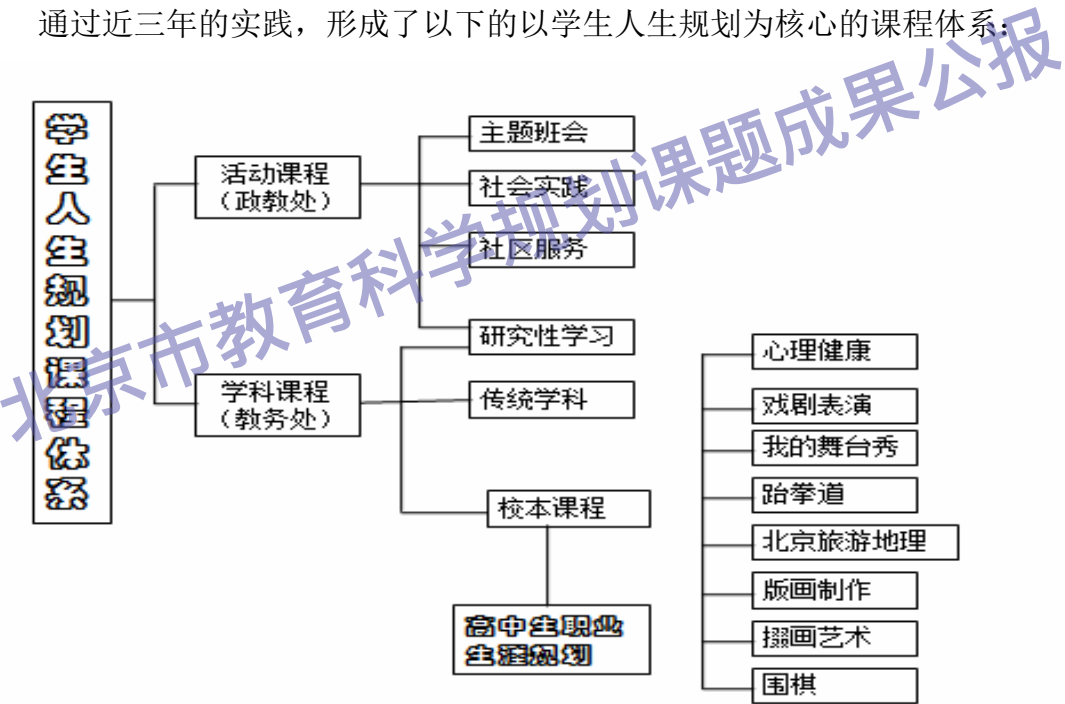 通过近三年的实践，形成了以下的以学生人生规划为核心的课程体系：
学生人生规划课程体系
活动课程
（政教处）
主题班会
社会实践
社区服务
研究性学习
学科课程
（教务处）
传统学科
校本课程
高中生职业
生涯规划
心理健康
戏剧表演
我的舞台秀
跆拳道
北京旅游地理
版画制作
掇画艺术
围棋
北京市教育科学规划课题成果公报